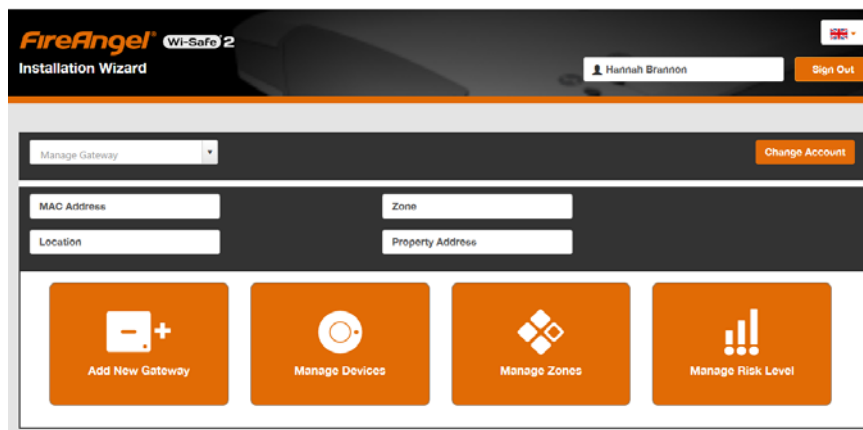 FireAngel® Wi-Safe 2
Installation Wizard
Hannah Brannon
Sign Out
Manage Gateway
Change Account
MAC Address
Zone
Location
Property Address
Add New Gateway
Manage Devices
Manage Zones
Manage Risk Level